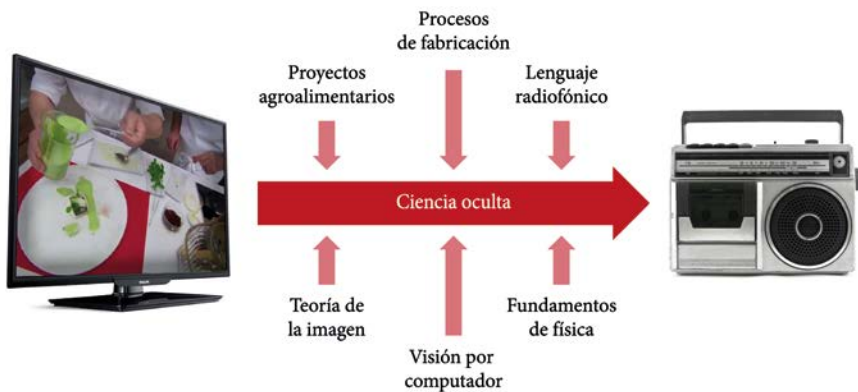 Procesos
de fabricación
Proyectos
agroalimentarios
Lenguaje
radiofónico
Ciencia oculta
Teoría de
la imagen
Fundamentos
de física
Visión por
computador